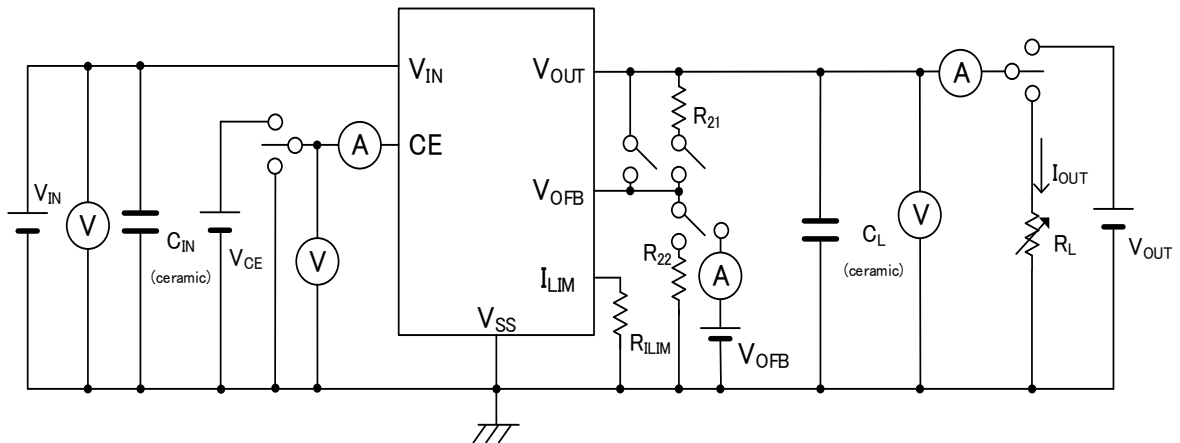 V_IN
V
C_IN
(ceramic)
V_CE
V
A
V_IN
CE
V_SS
V_OUT
V_OFB
I_LIM
R_ILIM
R_21
R_22
A
V_OFB
C_L
(ceramic)
V
A
I_OUT
R_L
V_OUT